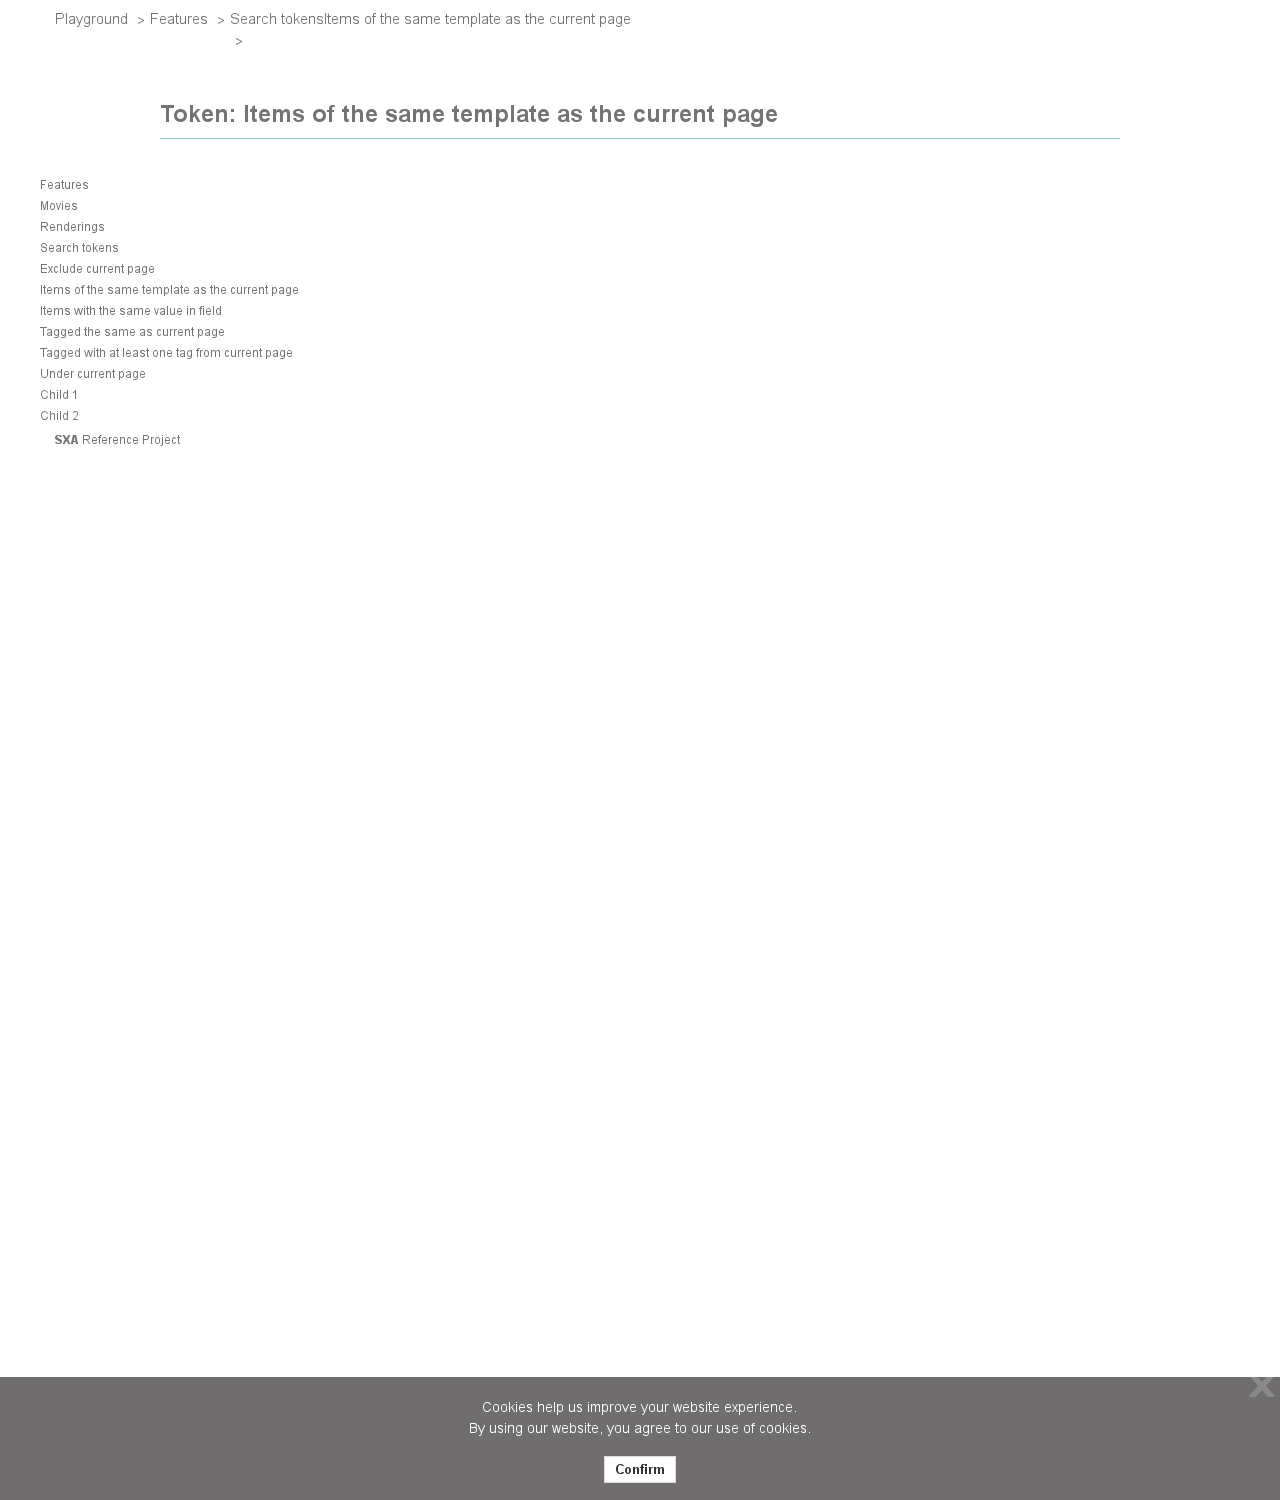 Playground > Features > Search tokensItems of the same template as the current page
>
Token: Items of the same template as the current page
Features
Movies
Renderings
Search tokens
Exclude current page
Items of the same template as the current page
Items with the same value in field
Tagged the same as current page
Tagged with at least one tag from current page
Under current page
Child 1
Child 2
SXA Reference Project
X
Cookies help us improve your website experience.
By using our website, you agree to our use of cookies.
Confirm